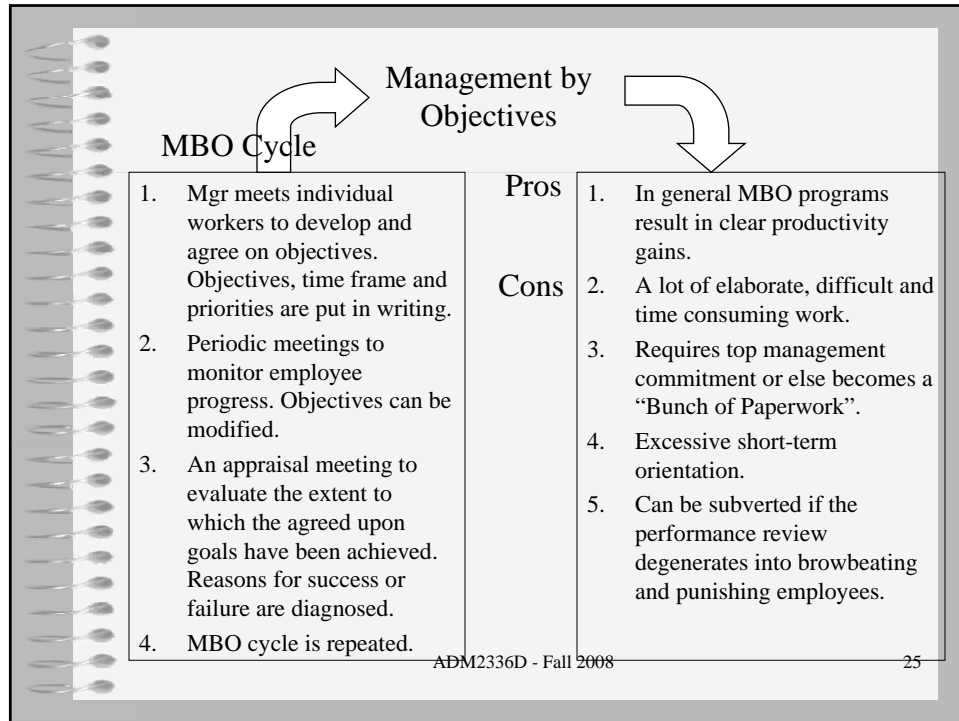 Management by
Objectives
MBO Cycle
1. Mgr meets individual
workers to develop and
agree on objectives.
Objectives, time frame and
priorities are put in writing.
2. Periodic meetings to
monitor employee
progress. Objectives can be
modified.
3. An appraisal meeting to
evaluate the extent to
which the agreed upon
goals have been achieved.
Reasons for success or
failure are diagnosed.
4. MBO cycle is repeated.
Pros
Cons
1. In general MBO programs
result in clear productivity
gains.
2. A lot of elaborate, difficult and
time consuming work.
3. Requires top management
commitment or else becomes a
“Bunch of Paperwork”.
4. Excessive short-term
orientation.
5. Can be subverted if the
performance review
degenerates into browbeating
and punishing employees.
ADM2336D - Fall 2008
25